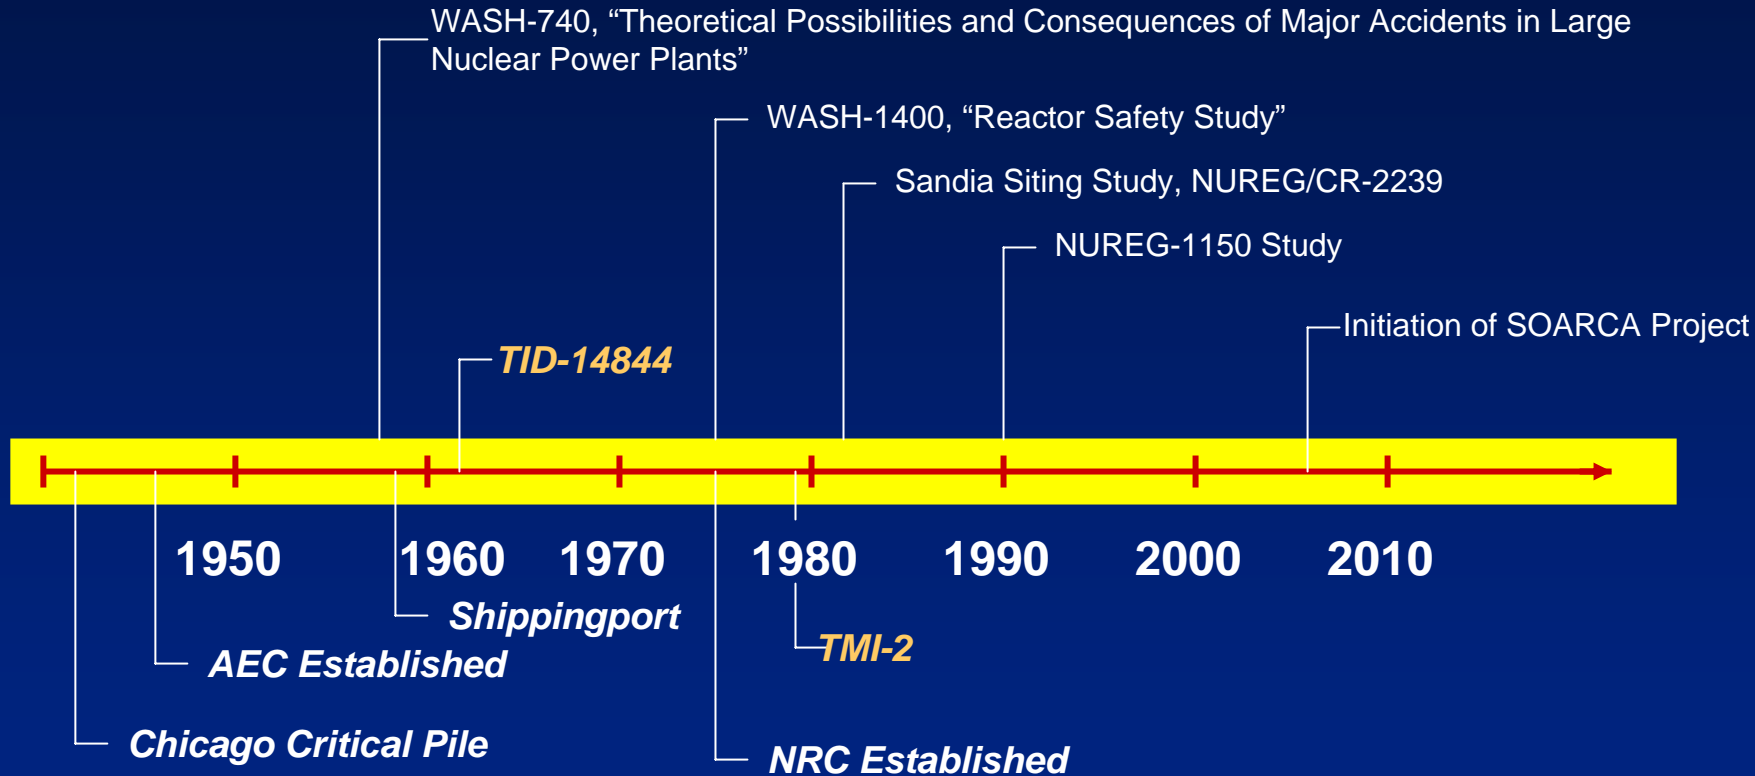 WASH-740, “Theoretical Possibilities and Consequences of Major Accidents in Large
Nuclear Power Plants”
WASH-1400, “Reactor Safety Study”
Sandia Siting Study, NUREG/CR-2239
NUREG-1150 Study
Initiation of SOARCA Project
TID-14844
1950 1960 1970 1980 1990 2000 2010
Shippingport
TMI-2
AEC Established
Chicago Critical Pile
NRC Established